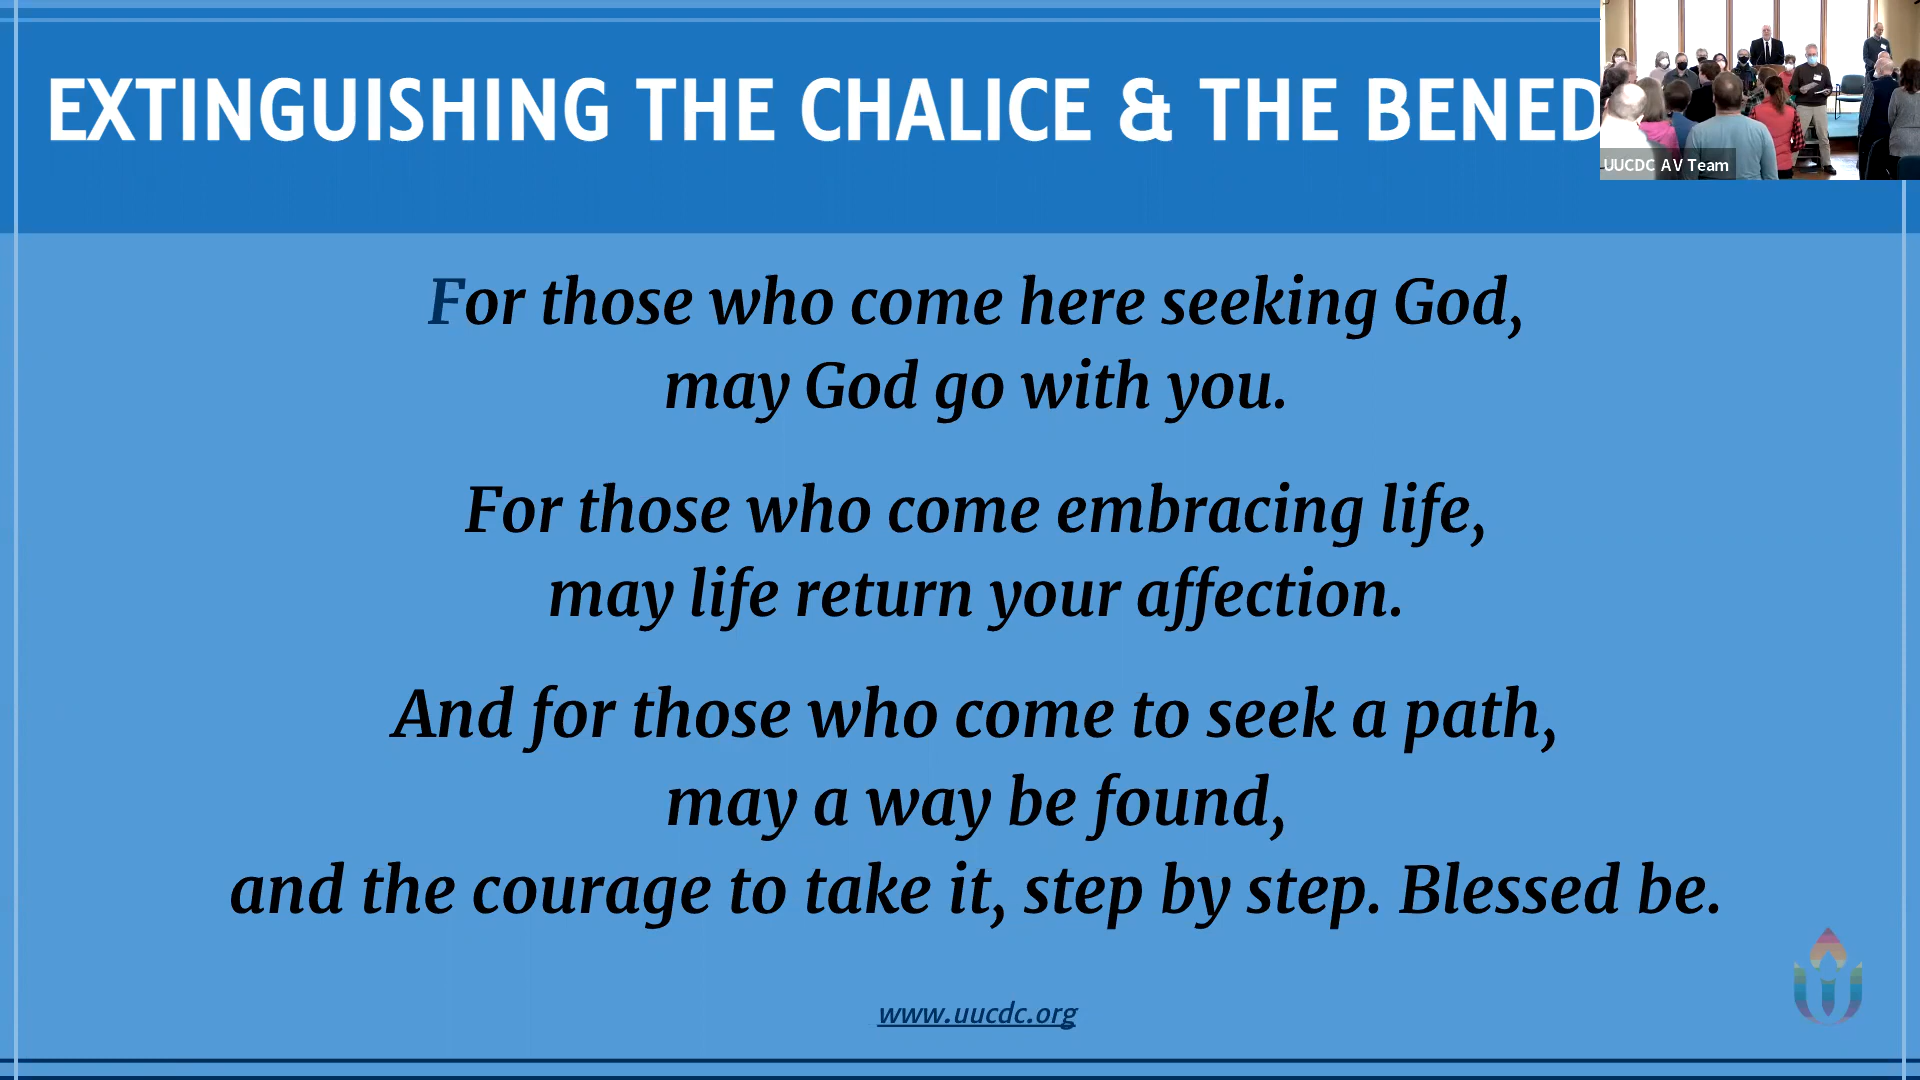 EXTINGUISHING THE CHALICE & THE BENED
UUCDC AV Team
For those who come here seeking God,
may God go with you.
For those who come embracing life,
may life return your affection.
And for those who come to seek a path,
may a way be found,
and the courage to take it, step by step. Blessed be.
www.uucdc.org